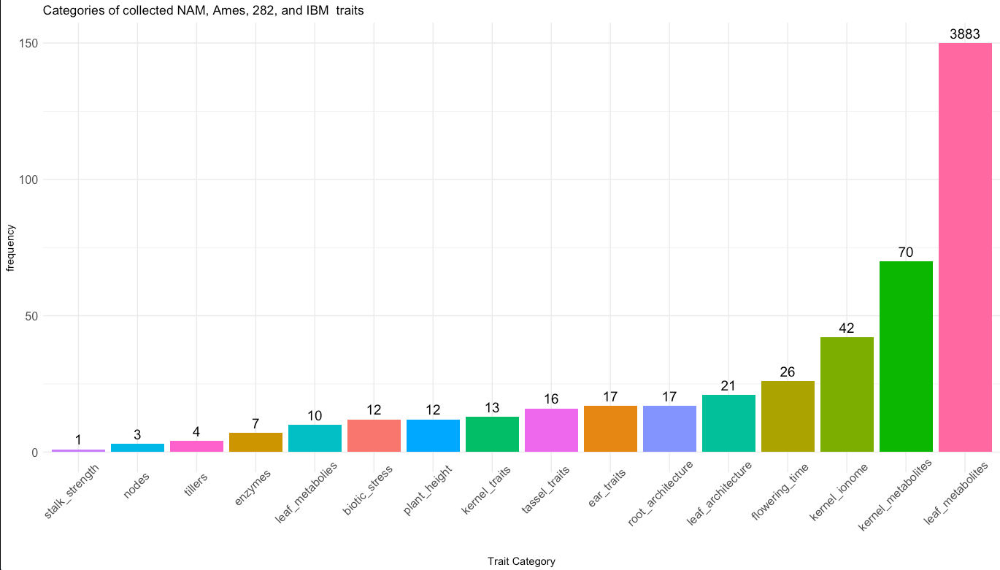 Categories of collected NAM, Ames, 282, and IBM  traits
3883
150
100
70
frequency
50
42
26
21
17
17
16
13
12
12
10
7
4
3
1
0
stalk_strength
nodes
tillers
enzymes
leaf_metabolies
biotic_stress
plant_height
kernel_traits
tassel_traits
ear_traits
root_architecture
leaf_architecture
flowering_time
kernel_ionome
kernel_metabolites
leaf_metabolites
Trait Category